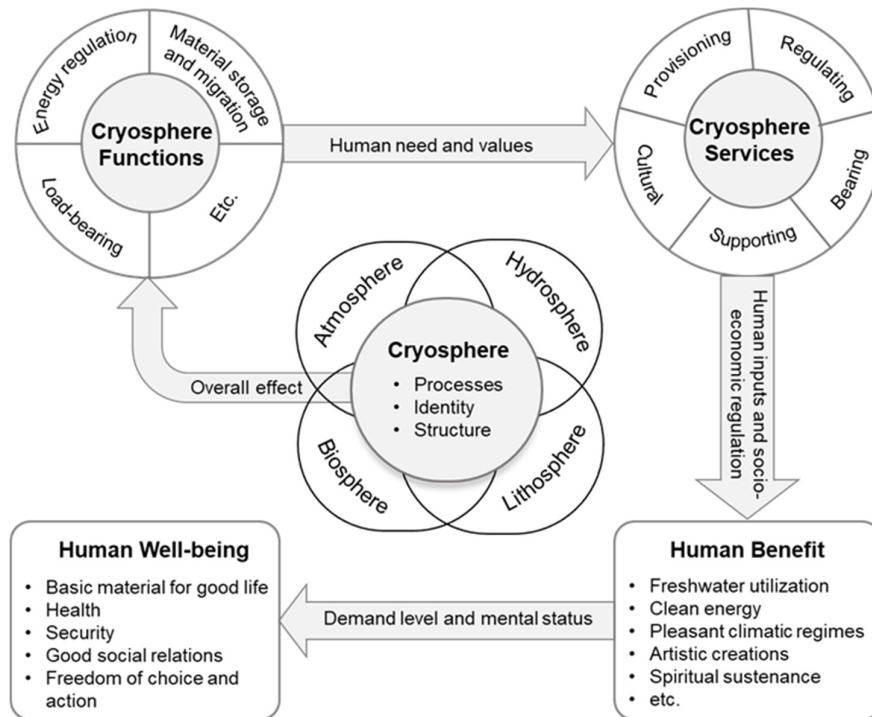 Energy regulation
Material storage
and migration
Cryosphere
Functions
Load-bearing
Etc.
Human need and values
Provisioning
Regulating
Cryosphere
Services
Cultural
Bearing
Supporting
Atmosphere
Hydrosphere
Cryosphere
• Processes
• Identity
• Structure
Biosphere
Lithosphere
Overall effect
Human inputs and socio-
economic regulation
Human Well-being
• Basic material for good life
• Health
• Security
• Good social relations
• Freedom of choice and
action
Demand level and mental status
Human Benefit
• Freshwater utilization
• Clean energy
• Pleasant climatic regimes
• Artistic creations
• Spiritual sustenance
• etc.